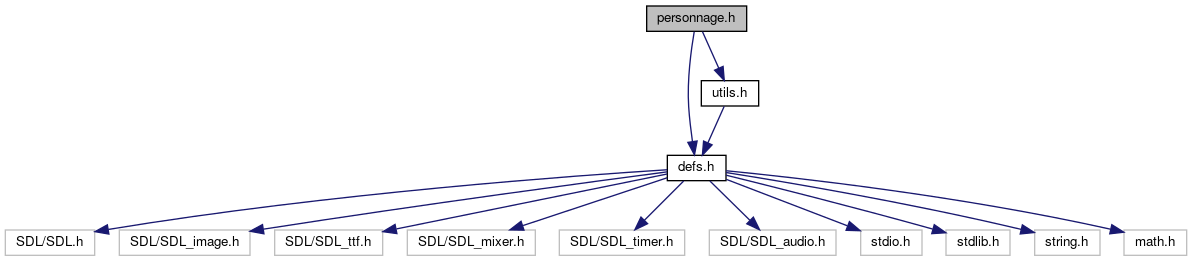 personnage.h
utils.h
defs.h
SDL/SDL.h
SDL/SDL_image.h
SDL/SDL_ttf.h
SDL/SDL_mixer.h
SDL/SDL_timer.h
SDL/SDL_audio.h
stdio.h
stdlib.h
string.h
math.h